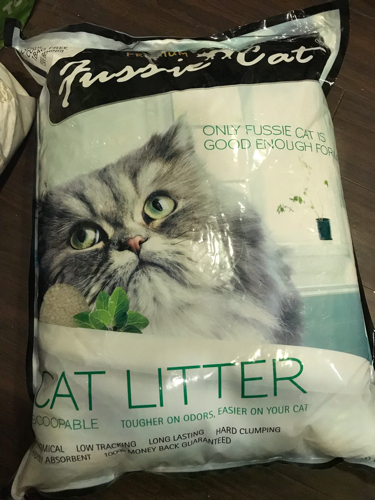 PREMIUM
Fussie Cat
ONLY FUSSIE CAT IS
GOOD ENOUGH FOR
CAT LITTER
TOUGHER ON ODORS, EASIER ON YOUR CAT
LOW TRACKING LONG LASTING HARD CLUMPING
ABSORBENT 100% MONEY BACK GUARANTEED